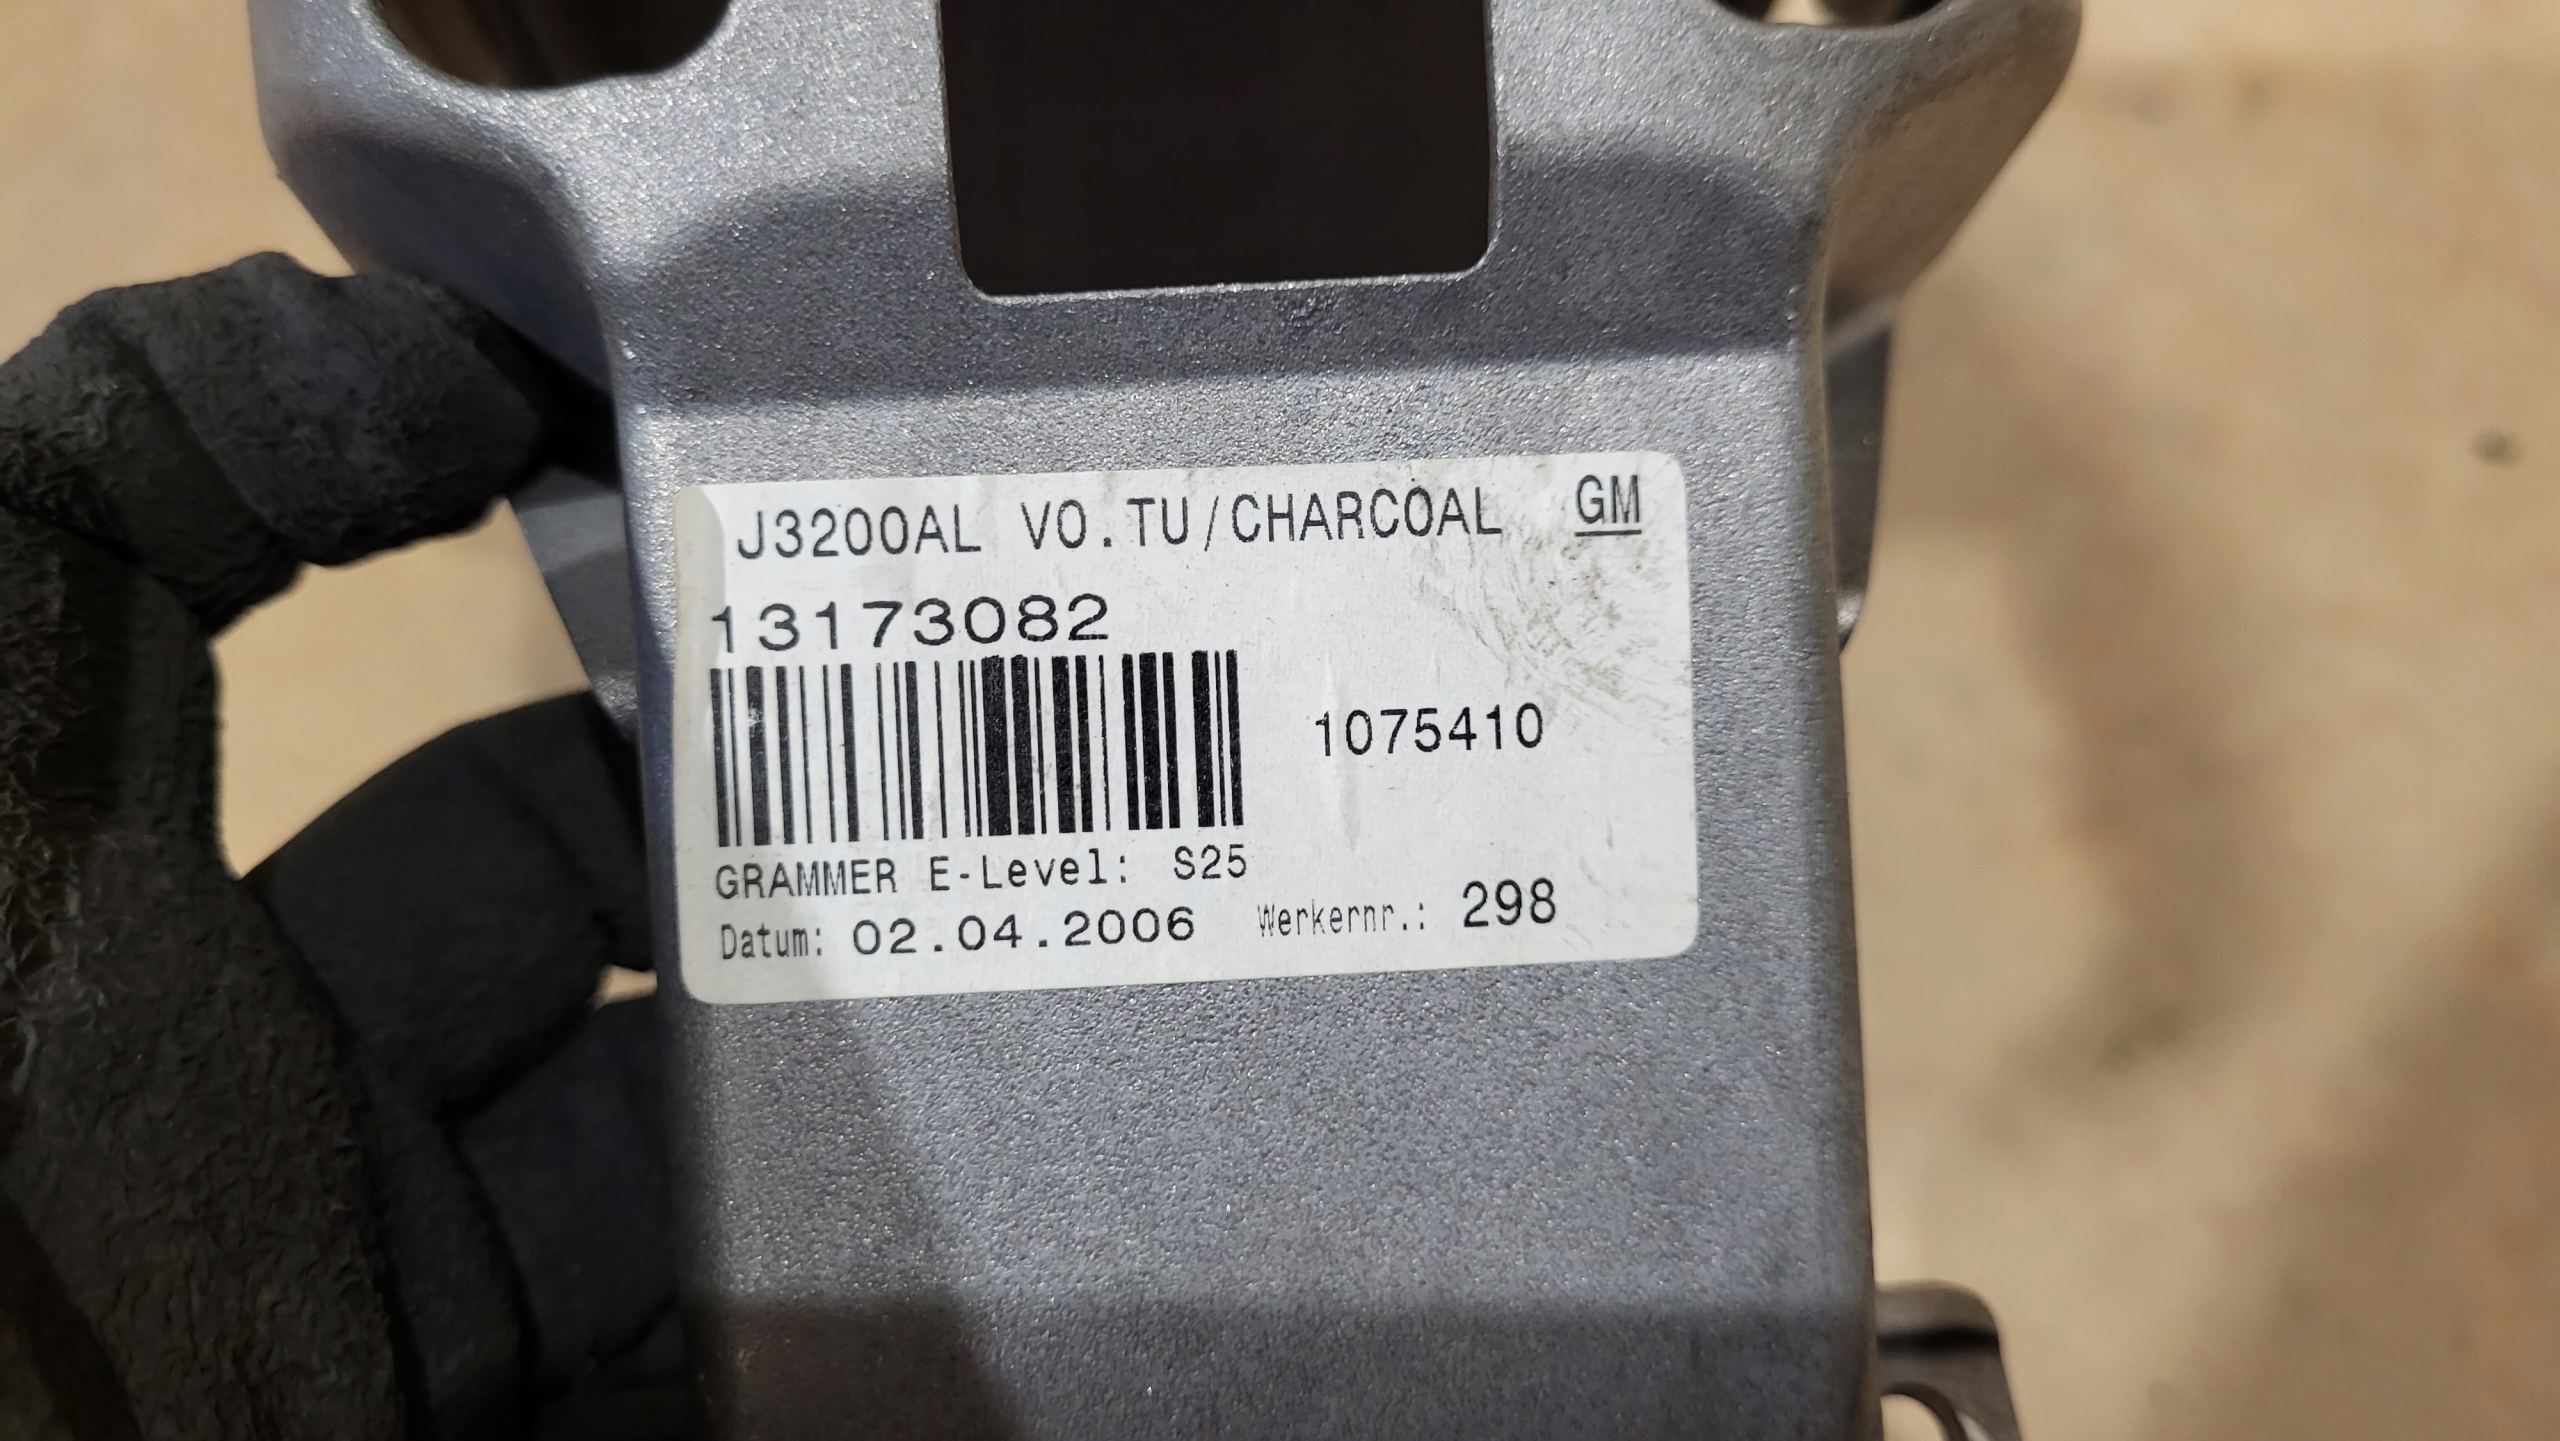 J3200AL VO.TU/CHARCOAL GM
13173082
1075410
GRAMMER E-Level: S25
Datum: 02.04.2006 Werkernr.: 298